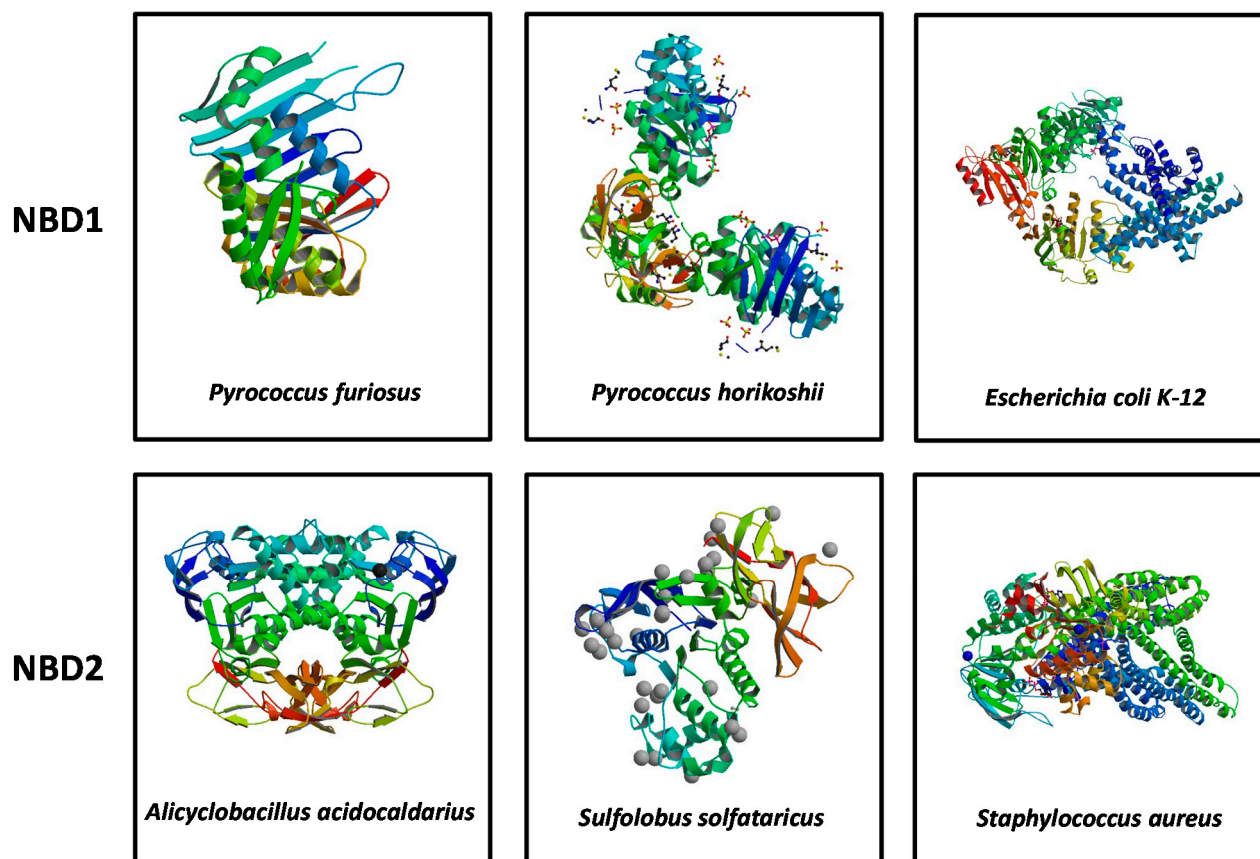 NBD1
Pyrococcus furiosus
Pyrococcus horikoshii
Escherichia coli K-12
NBD2
Alicyclobacillus acidocaldarius
Sulfolobus solfataricus
Staphylococcus aureus